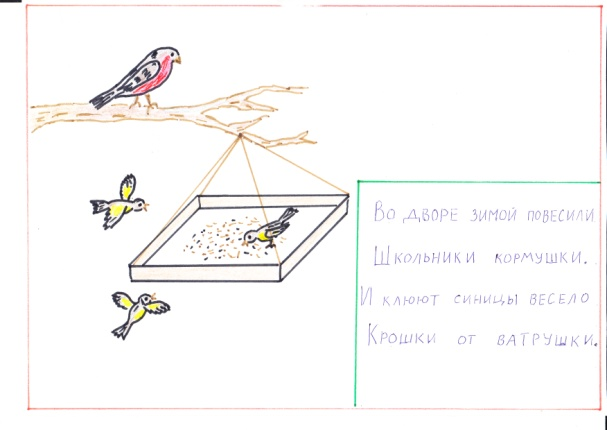 Во дворе зимой повесили
Школьники кормушки.
И клюют синицы весело
Крошки от ватрушки.